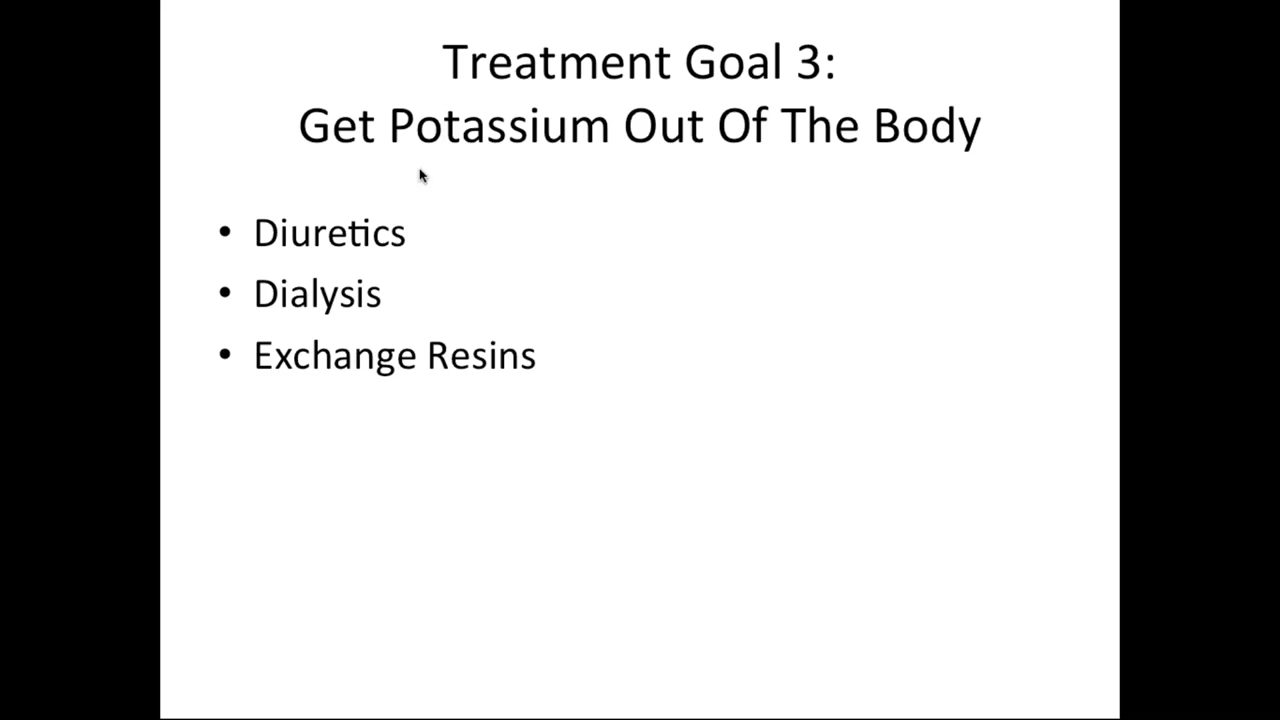 Treatment Goal 3:
Get Potassium Out Of The Body
• Diuretics
• Dialysis
• Exchange Resins